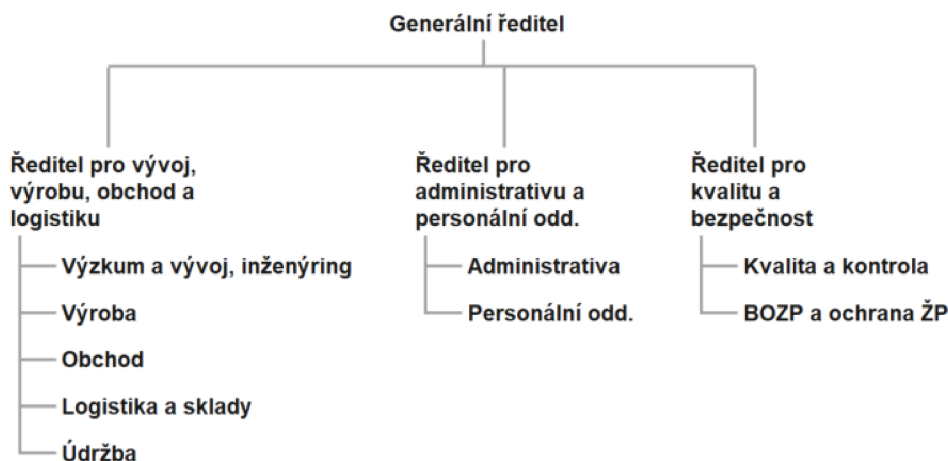 Generální ředitel
Ředitel pro vývoj,
výrobu, obchod a
logistiku
Výzkum a vývoj, inženýring
Výroba
Obchod
Logistika a sklady
Údržba
Ředitel pro
administrativu a
personální odd.
Administrativa
Personální odd.
Ředitel pro
kvalitu a
bezpečnost
Kvalita a kontrola
BOZP a ochrana ŽP